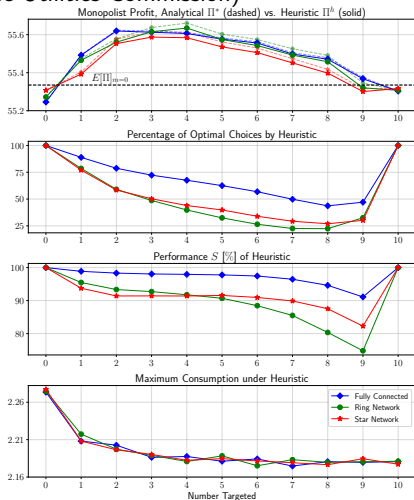 Monopolist Profit, Analytical Π* (dashed) vs. Heuristic Πʰ (solid)
55.6
55.4
E[Π]ₘ₌₀
55.2
0 1 2 3 4 5 6 7 8 9 10
Percentage of Optimal Choices by Heuristic
100
75
50
25
0 1 2 3 4 5 6 7 8 9 10
Performance S [%] of Heuristic
100
90
80
0 1 2 3 4 5 6 7 8 9 10
Maximum Consumption under Heuristic
2.26
2.21
2.16
Fully Connected
Ring Network
Star Network
0 1 2 3 4 5 6 7 8 9 10
Number Targeted